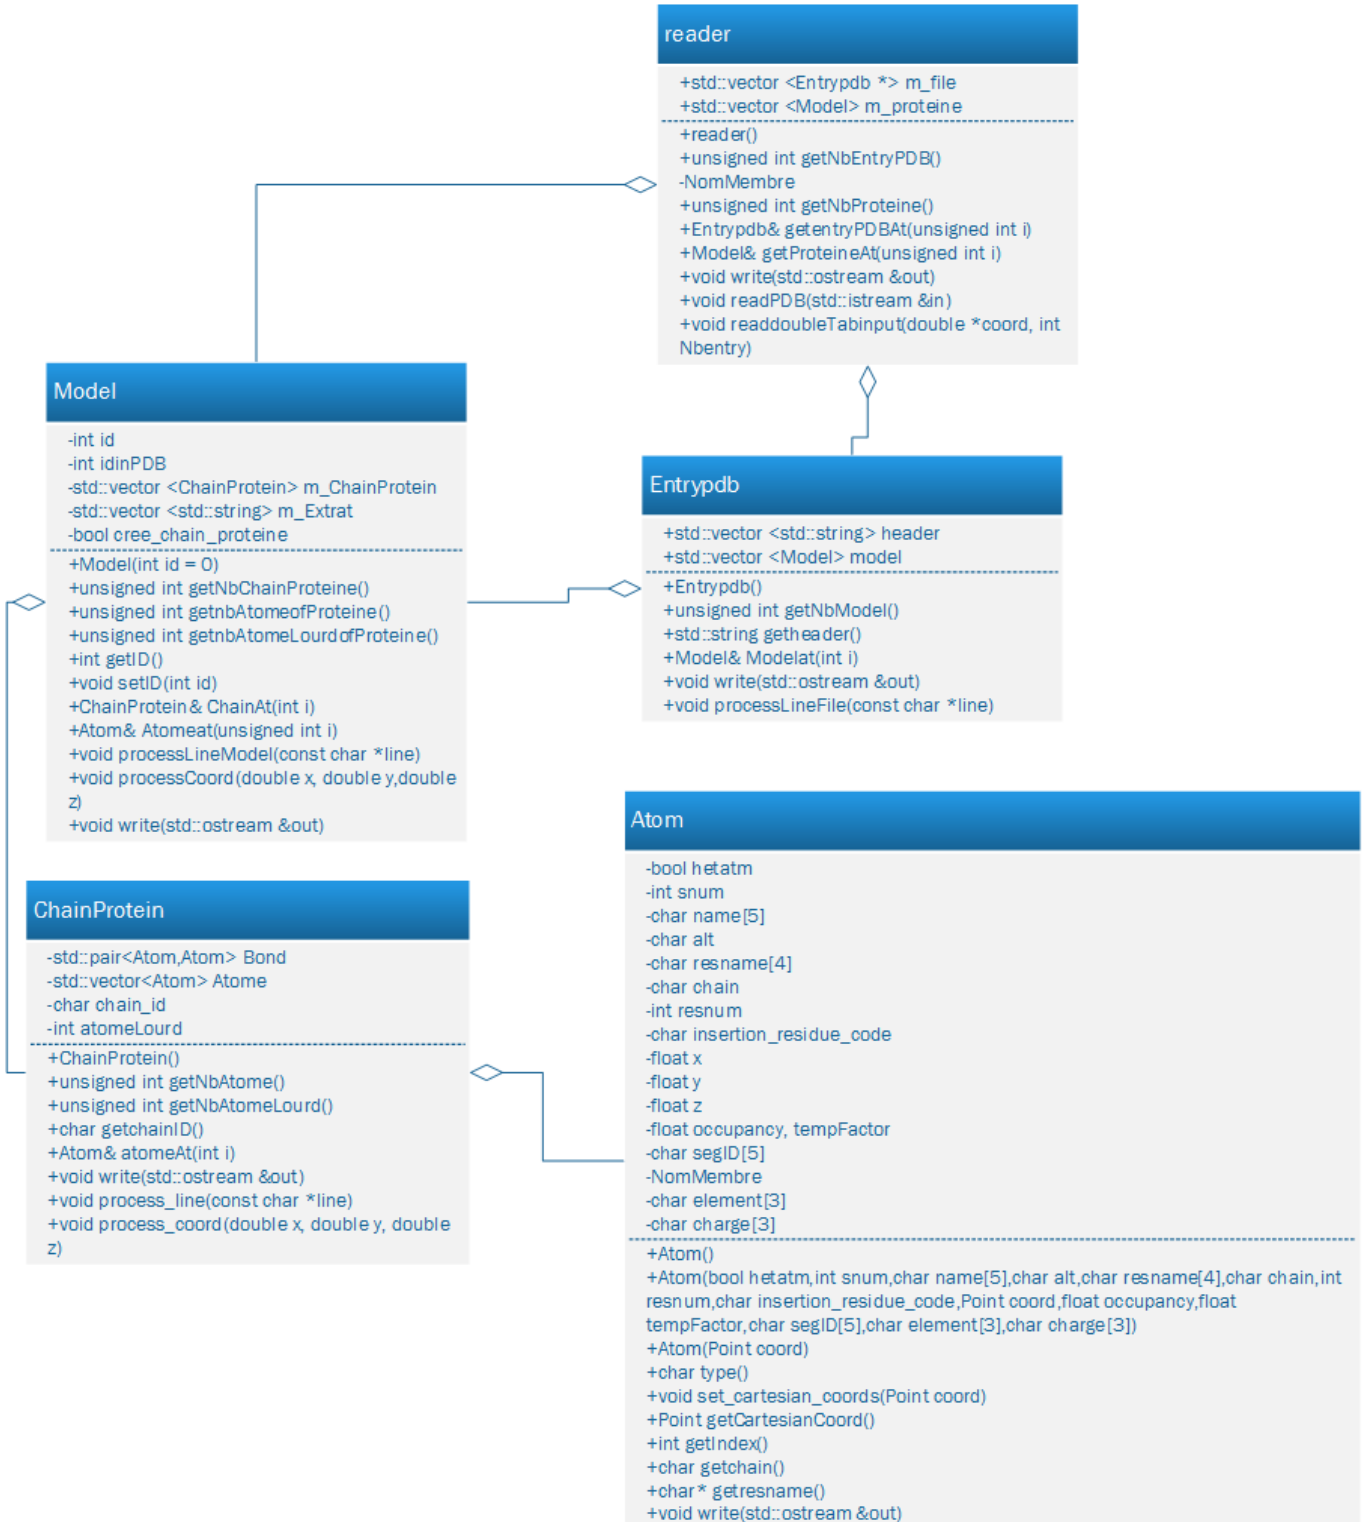 reader
+std::vector <Entrypdb *> m_file
+std::vector <Model> m_proteine
+reader()
+unsigned int getNbEntryPDB()
-NomMembre
+unsigned int getNbProteine()
+Entrypdb& getentryPDBAt(unsigned int i)
+Model& getProteineAt(unsigned int i)
+void write(std::ostream &out)
+void readPDB(std::istream &in)
+void readdoubleTabinput(double *coord, int
Nbentry)
Model
-int id
-int idinPDB
-std::vector <ChainProtein> m_ChainProtein
-std::vector <std::string> m_Extrat
-bool cree_chain_proteine
+Model(int id = 0)
+unsigned int getNbChainProteine()
+unsigned int getnbAtomeofProteine()
+unsigned int getnbAtomeLourdofProteine()
+int getID()
+void setID(int id)
+ChainProtein& ChainAt(int i)
+Atom& Atomeat(unsigned int i)
+void processLineModel(const char *line)
+void processCoord(double x, double y,double
z)
+void write(std::ostream &out)
Entrypdb
+std::vector <std::string> header
+std::vector <Model> model
+Entrypdb()
+unsigned int getNbModel()
+std::string getheader()
+Model& Modelat(int i)
+void write(std::ostream &out)
+void processLineFile(const char *line)
ChainProtein
-std::pair<Atom,Atom> Bond
-std::vector<Atom> Atome
-char chain_id
-int atomeLourd
+ChainProtein()
+unsigned int getNbAtome()
+unsigned int getNbAtomeLourd()
+char getchainID()
+Atom& atomeAt(int i)
+void write(std::ostream &out)
+void process_line(const char *line)
+void process_coord(double x, double y, double
z)
Atom
-bool hetatm
-int snum
-char name[5]
-char alt
-char resname[4]
-char chain
-int resnum
-char insertion_residue_code
-float x
-float y
-float z
-float occupancy, tempFactor
-char segID[5]
-NomMembre
-char element[3]
-char charge[3]
+Atom()
+Atom(bool hetatm,int snum,char name[5],char alt,char resname[4],char chain,int
resnum,char insertion_residue_code,Point coord,float occupancy,float
tempFactor,char segID[5],char element[3],char charge[3])
+Atom(Point coord)
+char type()
+void set_cartesian_coords(Point coord)
+Point getCartesianCoord()
+int getIndex()
+char getchain()
+char* getresname()
+void write(std::ostream &out)